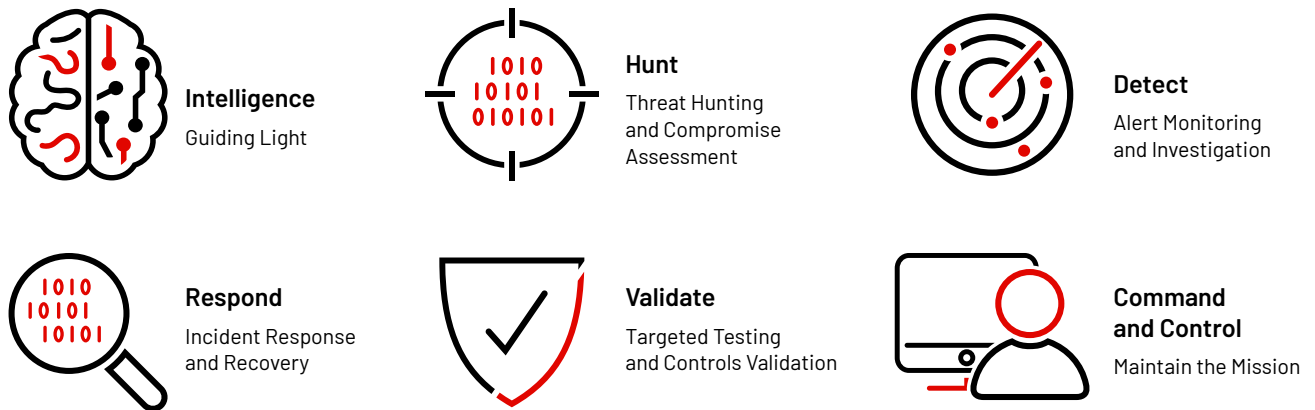 Intelligence
Guiding Light
1010
10101
010101
Hunt
Threat Hunting
and Compromise
Assessment
Detect
Alert Monitoring
and Investigation
1010
10101
10101
Respond
Incident Response
and Recovery
Validate
Targeted Testing
and Controls Validation
Command
and Control
Maintain the Mission